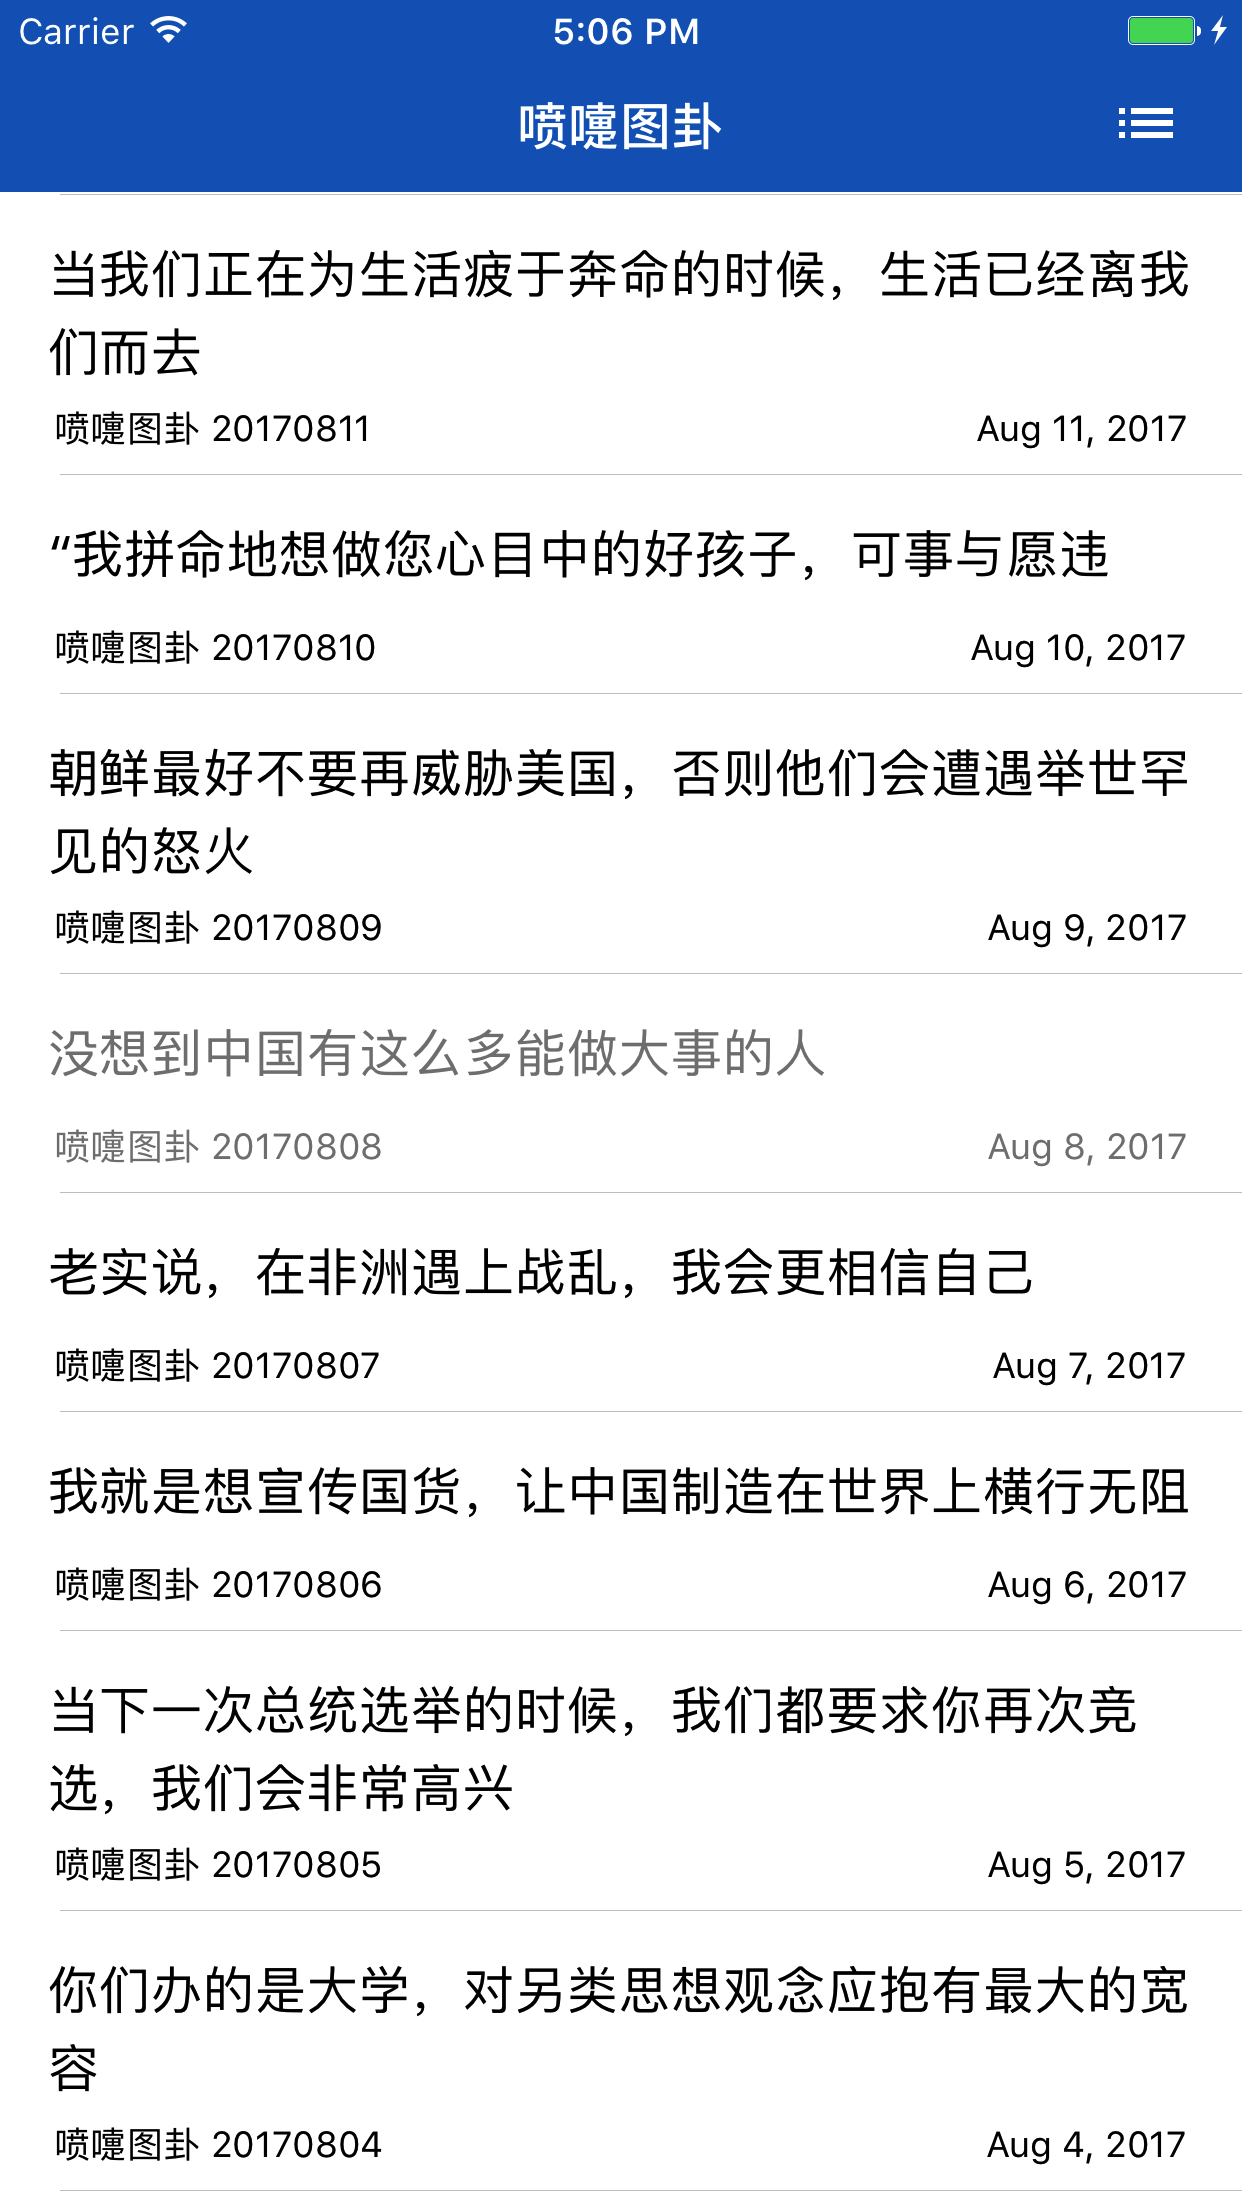 Carrier 5:06 PM
喷嚏图卦
当我们正在为生活疲于奔命的时候，生活已经离我
们而去
喷嚏图卦 20170811 Aug 11, 2017
“我拼命地想做您心目中的好孩子，可事与愿违
喷嚏图卦 20170810 Aug 10, 2017
朝鲜最好不要再威胁美国，否则他们会遭遇举世罕
见的怒火
喷嚏图卦 20170809 Aug 9, 2017
没想到中国有这么多能做大事的人
喷嚏图卦 20170808 Aug 8, 2017
老实说，在非洲遇上战乱，我会更相信自己
喷嚏图卦 20170807 Aug 7, 2017
我就是想宣传国货，让中国制造在世界上横行无阻
喷嚏图卦 20170806 Aug 6, 2017
当下一次总统选举的时候，我们都要求你再次竞
选，我们会非常高兴
喷嚏图卦 20170805 Aug 5, 2017
你们办的是大学，对另类思想观念应抱有最大的宽
容
喷嚏图卦 20170804 Aug 4, 2017